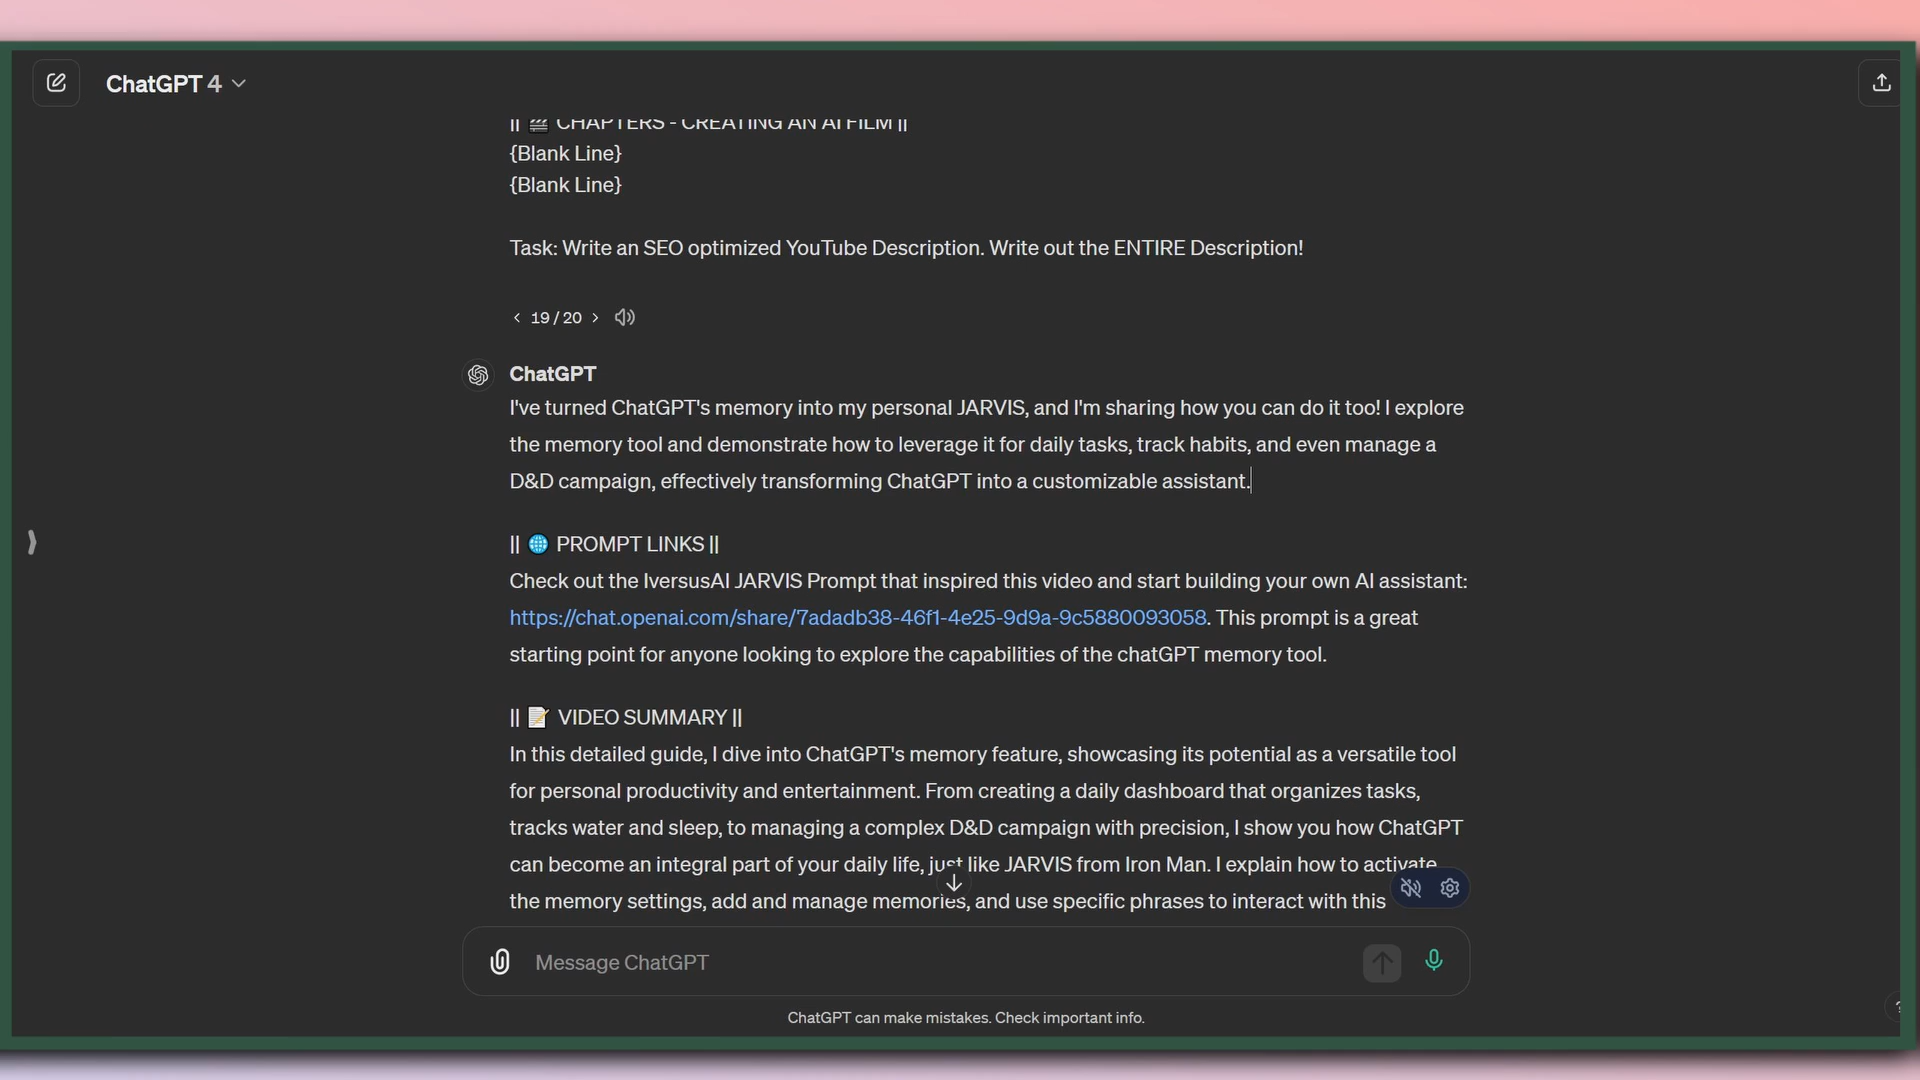 ChatGPT 4
|| 🎬 CHAPTERS - CREATING AN AI FILM ||
{Blank Line}
{Blank Line}
Task: Write an SEO optimized YouTube Description. Write out the ENTIRE Description!
< 19 / 20 >
ChatGPT
I've turned ChatGPT's memory into my personal JARVIS, and I'm sharing how you can do it too! I explore
the memory tool and demonstrate how to leverage it for daily tasks, track habits, and even manage a
D&D campaign, effectively transforming ChatGPT into a customizable assistant.
|| 🌐 PROMPT LINKS ||
Check out the IversusAI JARVIS Prompt that inspired this video and start building your own AI assistant:
https://chat.openai.com/share/7adadb38-46f1-4e25-9d9a-9c5880093058. This prompt is a great
starting point for anyone looking to explore the capabilities of the chatGPT memory tool.
|| 📝 VIDEO SUMMARY ||
In this detailed guide, I dive into ChatGPT's memory feature, showcasing its potential as a versatile tool
for personal productivity and entertainment. From creating a daily dashboard that organizes tasks,
tracks water and sleep, to managing a complex D&D campaign with precision, I show you how ChatGPT
can become an integral part of your daily life, just like JARVIS from Iron Man. I explain how to activate
the memory settings, add and manage memories, and use specific phrases to interact with this
Message ChatGPT
ChatGPT can make mistakes. Check important info.
?